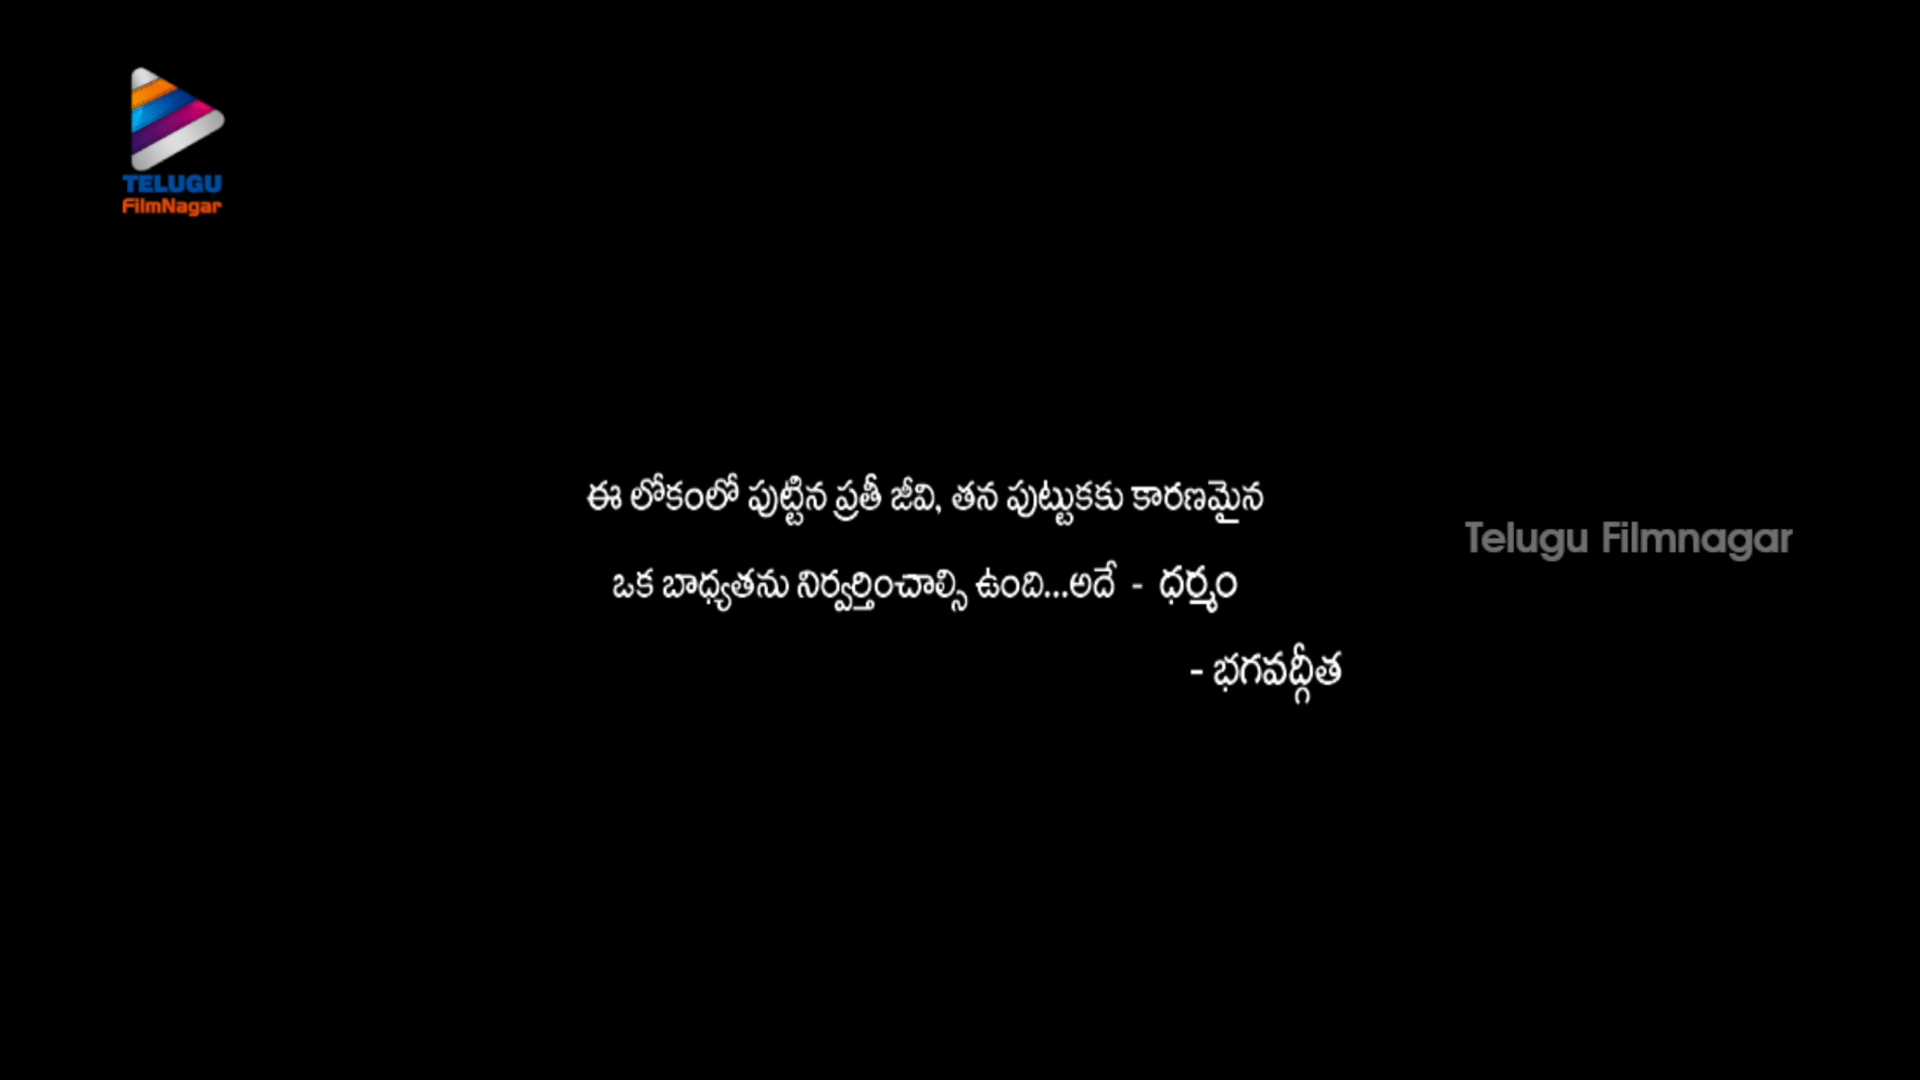 TELUGU
FilmNagar
ఈ లోకంలో పుట్టిన ప్రతీ జీవి, తన పుట్టుకకు కారణమైన
Telugu Filmnagar
ఒక బాధ్యతను నిర్వర్తించాల్సి ఉంది...అదే - ధర్మం
- భగవద్గీత